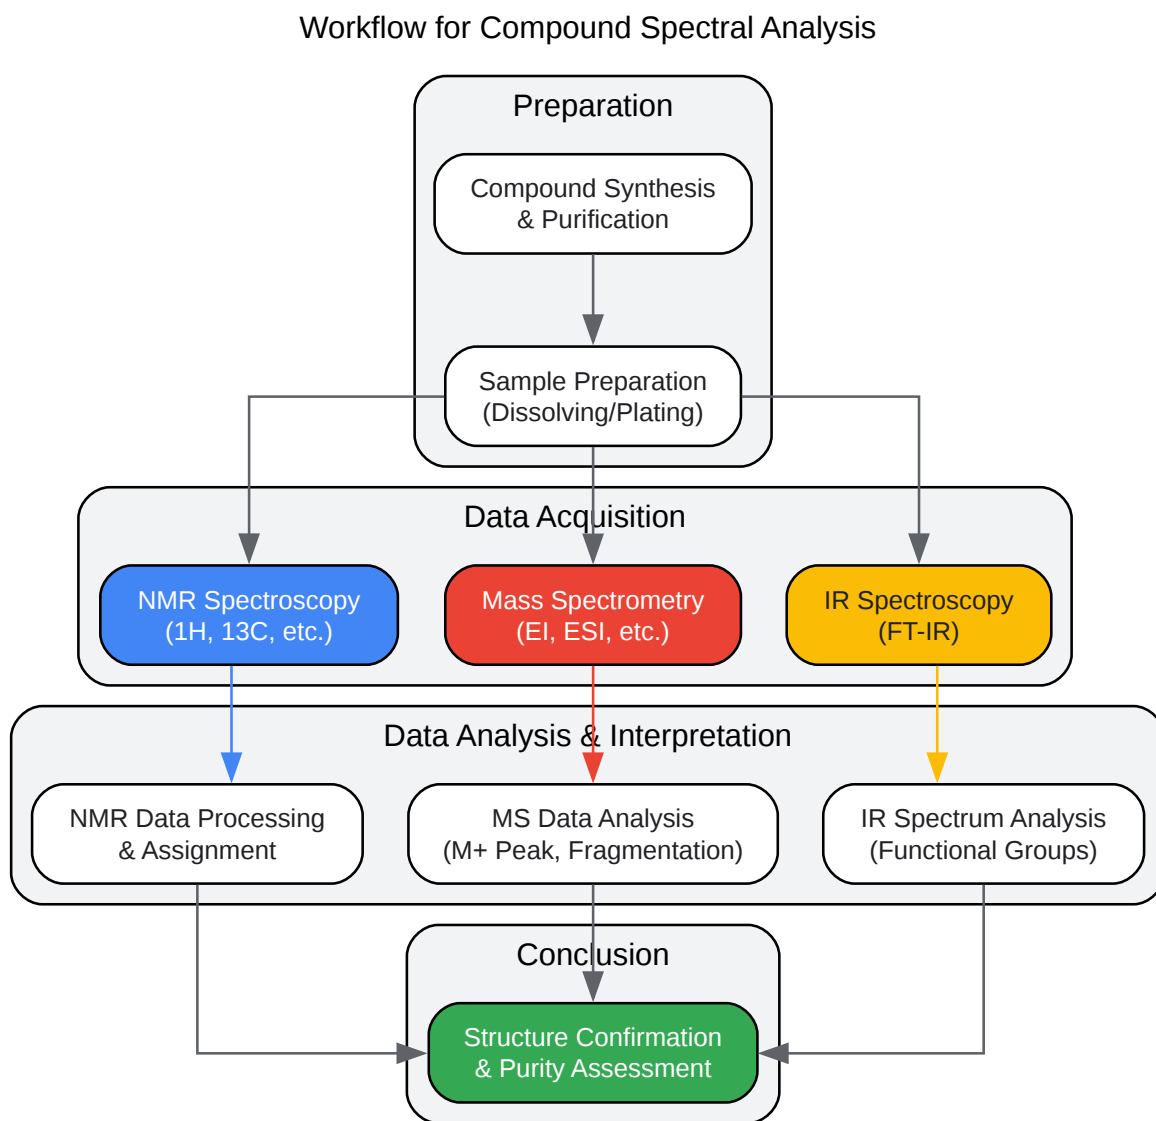 Workflow for Compound Spectral Analysis
Preparation
Compound Synthesis
& Purification
Sample Preparation
(Dissolving/Plating)
Data Acquisition
NMR Spectroscopy
(1H, 13C, etc.)
Mass Spectrometry
(EI, ESI, etc.)
IR Spectroscopy
(FT-IR)
Data Analysis & Interpretation
NMR Data Processing
& Assignment
MS Data Analysis
(M+ Peak, Fragmentation)
IR Spectrum Analysis
(Functional Groups)
Conclusion
Structure Confirmation
& Purity Assessment